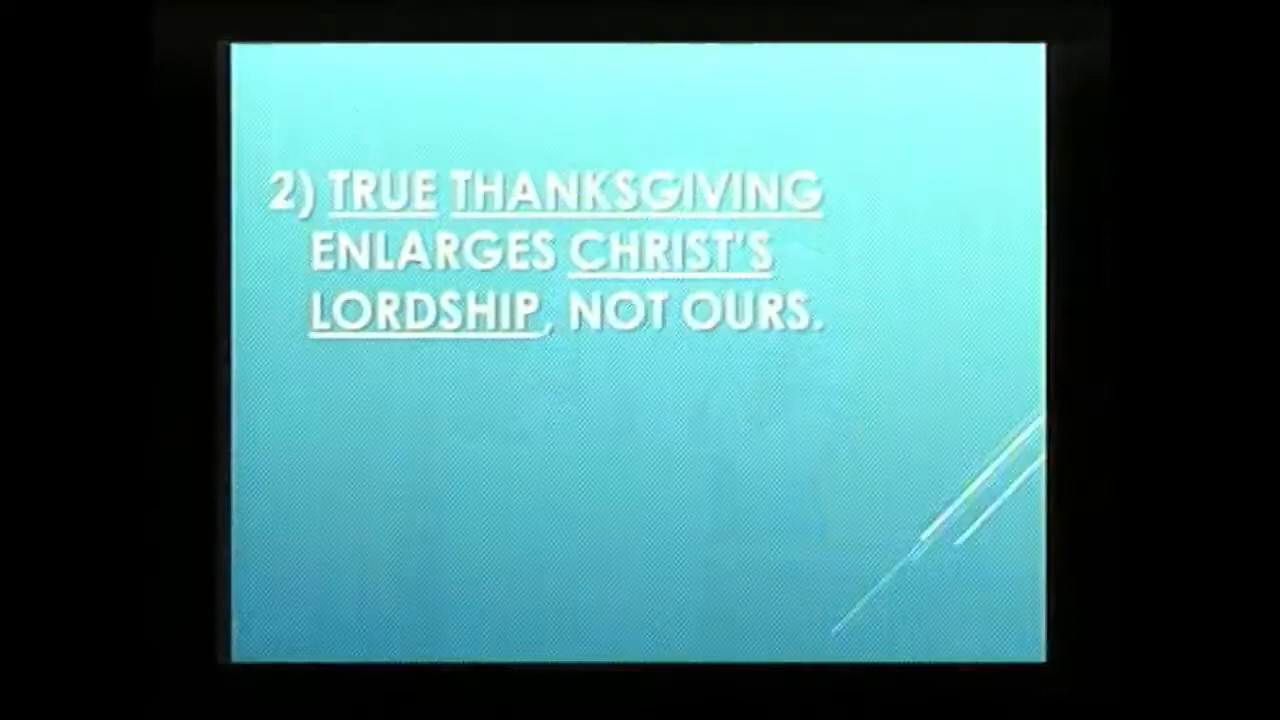 2) TRUE THANKSGIVING
ENLARGES CHRIST'S
LORDSHIP, NOT OURS.